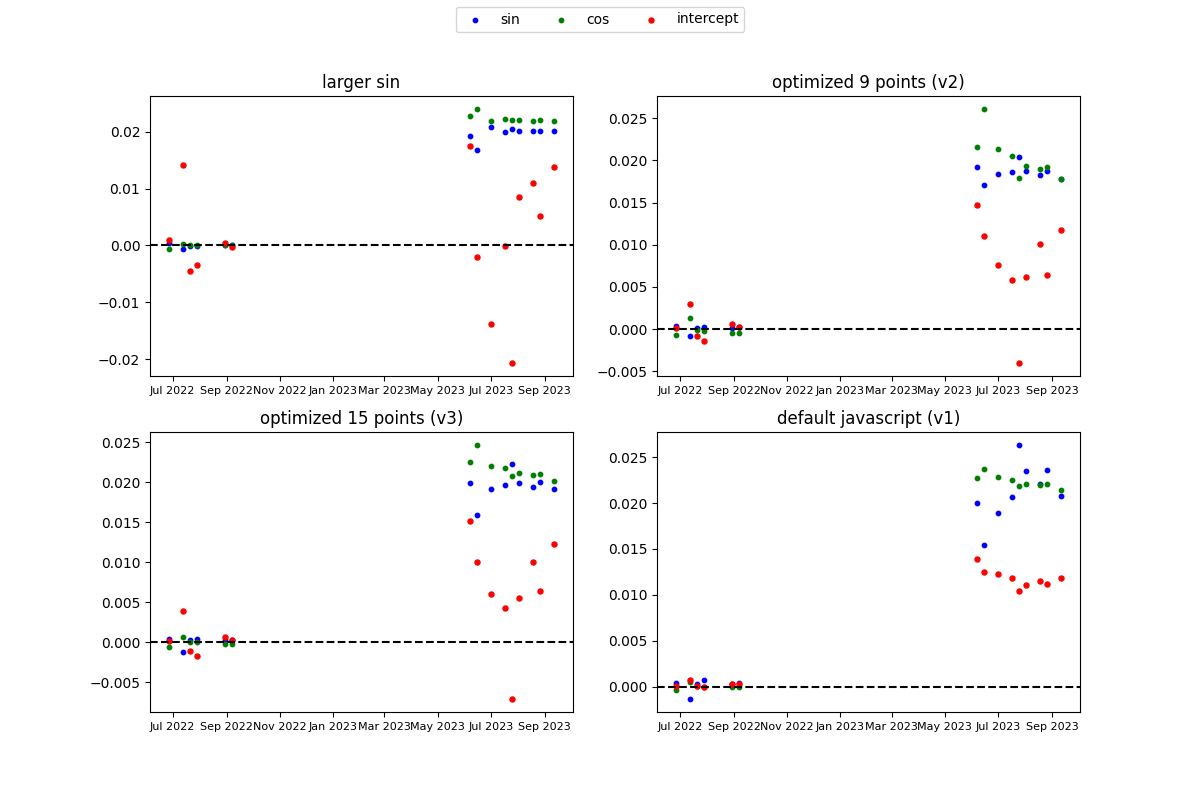 sin cos intercept
larger sin
0.02
0.01
0.00
−0.01
−0.02
Jul 2022 Sep 2022 Nov 2022 Jan 2023 Mar 2023 May 2023 Jul 2023 Sep 2023
optimized 9 points (v2)
0.025
0.020
0.015
0.010
0.005
0.000
−0.005
Jul 2022 Sep 2022 Nov 2022 Jan 2023 Mar 2023 May 2023 Jul 2023 Sep 2023
optimized 15 points (v3)
0.025
0.020
0.015
0.010
0.005
0.000
−0.005
Jul 2022 Sep 2022 Nov 2022 Jan 2023 Mar 2023 May 2023 Jul 2023 Sep 2023
default javascript (v1)
0.025
0.020
0.015
0.010
0.005
0.000
Jul 2022 Sep 2022 Nov 2022 Jan 2023 Mar 2023 May 2023 Jul 2023 Sep 2023